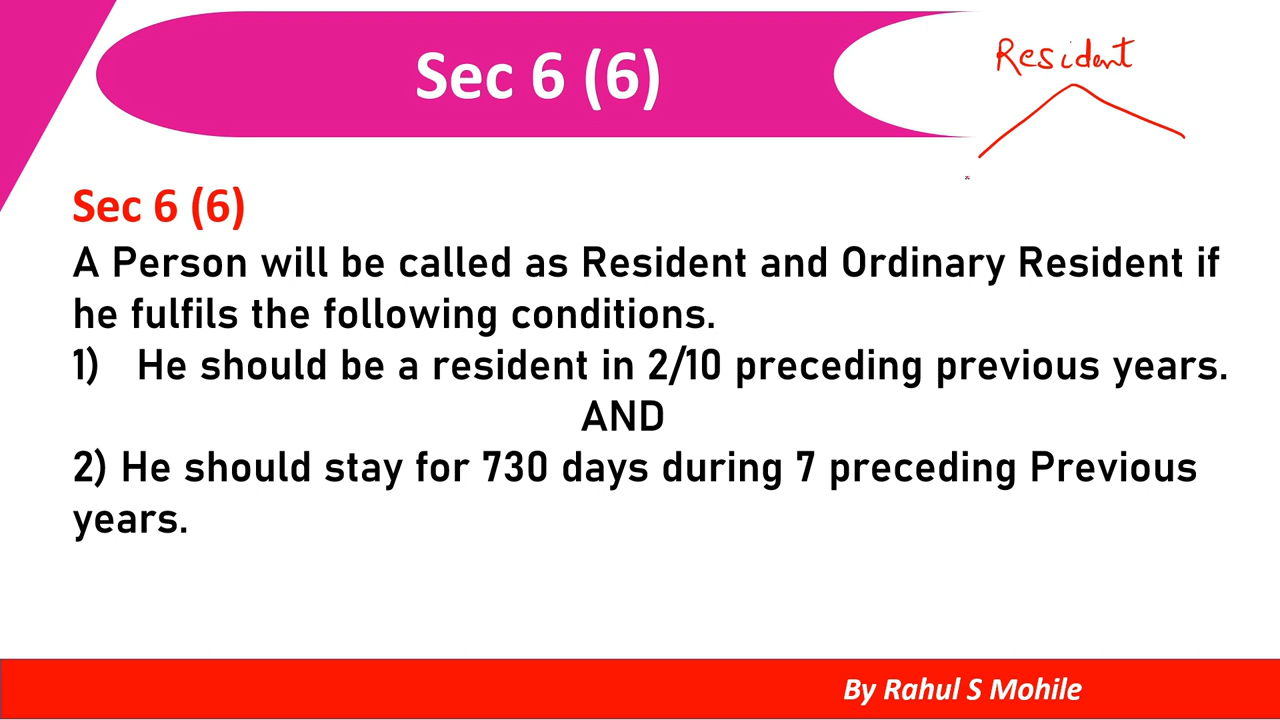 Sec 6 (6)
Resident
Sec 6 (6)
A Person will be called as Resident and Ordinary Resident if
he fulfils the following conditions.
1) He should be a resident in 2/10 preceding previous years.
AND
2) He should stay for 730 days during 7 preceding Previous
years.
By Rahul S Mohile